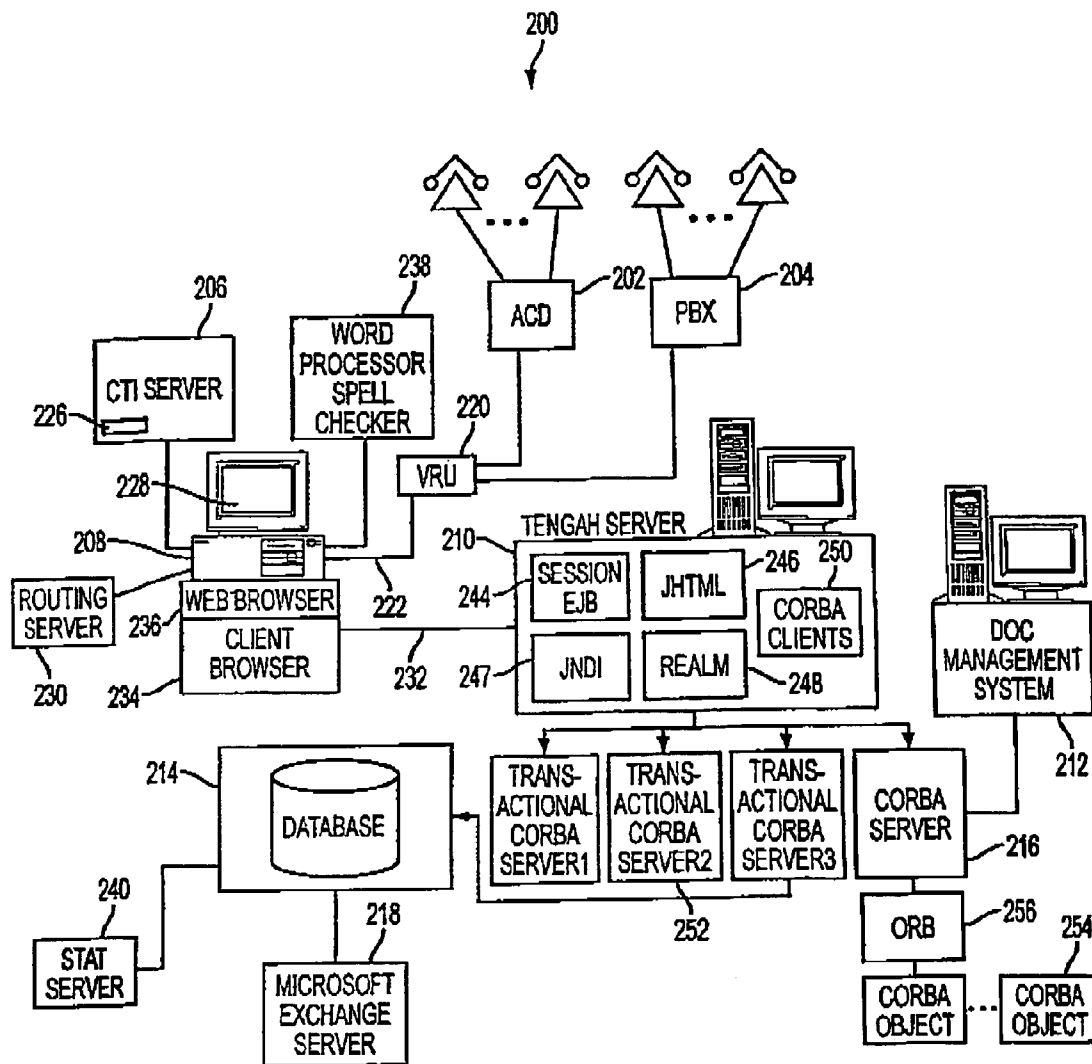 200
238
202
204
206
ACD
PBX
WORD
PROCESSOR
SPELL
CHECKER
CTI SERVER
226
220
VRU
228
TENGAH SERVER
208
210
246
250
SESSION
EJB
JHTML
244
CORBA
CLIENTS
ROUTING
SERVER
WEB BROWSER
236
222
CLIENT
BROWSER
DOC
MANAGEMENT
SYSTEM
230
234
232
247
JNDI
REALM
248
212
214
DATABASE
TRANS-
ACTIONAL
CORBA
SERVER1
TRANS-
ACTIONAL
CORBA
SERVER2
TRANS-
ACTIONAL
CORBA
SERVER3
CORBA
SERVER
216
240
218
252
ORB
256
254
STAT
SERVER
MICROSOFT
EXCHANGE
SERVER
CORBA
OBJECT
CORBA
OBJECT